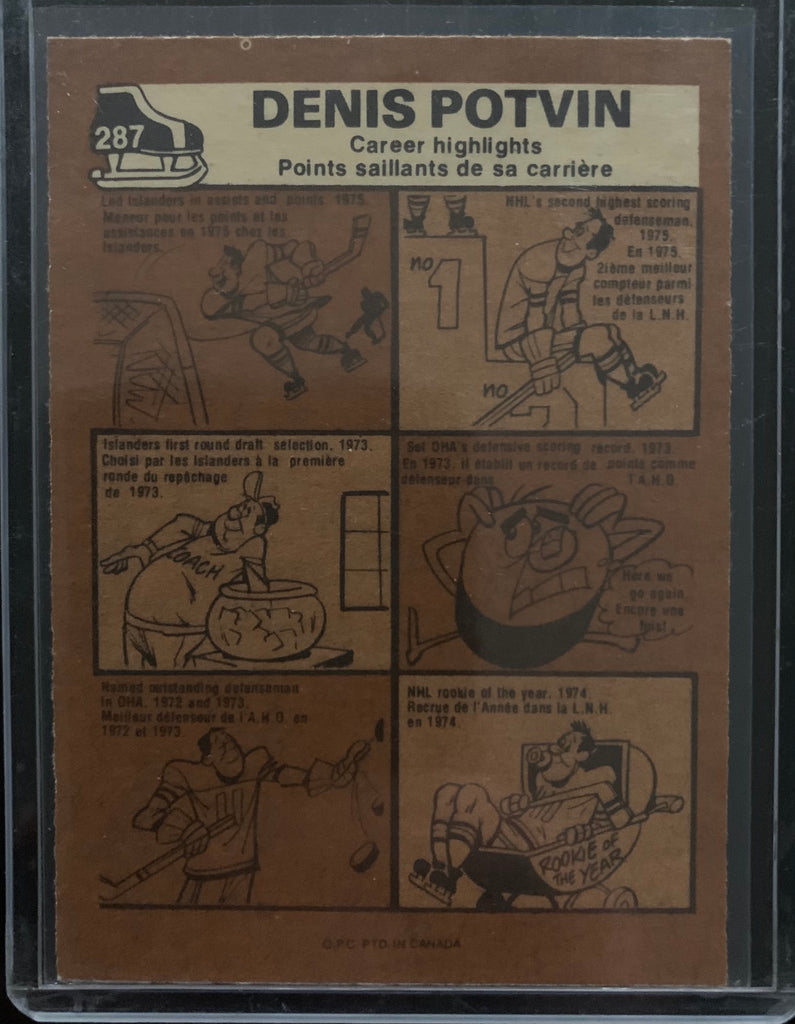 287
DENIS POTVIN
Career highlights
Points saillants de sa carrière
Led Islanders in assists and points. 1975.
Meneur pour les points et les
assistances en 1975 chez les
Islanders.
NHL's second highest scoring
defenseman.
1975.
En 1975.
2ième meilleur
compteur parmi
les défenseurs
de la L.N.H.
no 1
no
Islanders first round draft selection. 1973.
Choisi par les Islanders à la première
ronde du repêchage
de 1973.
COACH
Set OHA's defensive scoring record. 1973.
En 1973. il établit un record de points comme
défenseur dans l'A.H.O.
Here we
go again.
Encore une
fois!
Named outstanding defenseman
in OHA. 1972 and 1973.
Meilleur défenseur de l'A.H.O. en
1972 et 1973.
NHL rookie of the year. 1974.
Recrue de l'Année dans la L.N.H.
en 1974.
ROOKIE OF
THE YEAR
O.P.C. PTD. IN CANADA